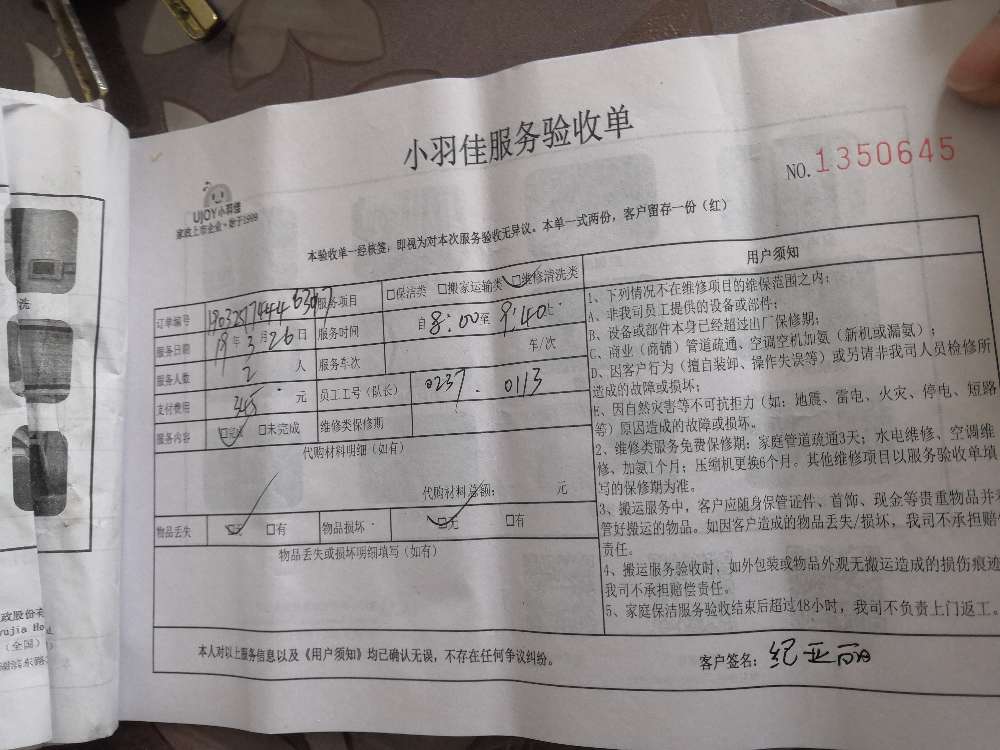 小羽佳服务验收单
NO.1350645
UJOY小羽佳
家政上市企业·始于1999
本验收单一经核签,即视为对本次服务验收无异议。本单一式两份,客户留存一份(红)
订单编号 服务项目 □保洁类 □搬家运输类 □维修清洗类
服务日期 19年3月26日 服务时间 自8:00至9:40止
服务人数 2人 服务车次 车/次
支付费用 345元 员工工号(队长) 0237. 0113
服务内容 □完成 □未完成 维修类保修期
代购材料明细(如有)
代购材料总额: 元
物品丢失 □无 □有 物品损坏 □无 □有
物品丢失或损坏明细填写(如有)
用户须知
1、下列情况不在维修项目的维保范围之内:
A、非我司员工提供的设备或部件;
B、设备或部件本身已经超过出厂保修期;
C、商业(商铺)管道疏通、空调空机加氨(新机或漏氨);
D、因客户行为(擅自装卸、操作失误等)或另请非我司人员检修所
造成的故障或损坏;
E、因自然灾害等不可抗拒力(如:地震、雷电,火灾、停电、短路
等)原因造成的故障或损坏。
2、维修类服务免费保修期:家庭管道疏通3天;水电维修、空调维
修,加氨1个月;压缩机更换6个月。其他维修项目以服务验收单填
写的保修期为准。
3、搬运服务中,客户应随身保管证件、首饰、现金等贵重物品并
管好搬运的物品。如因客户造成的物品丢失/损坏,我司不承担赔偿
责任。
4、搬运服务验收时,如外包装或物品外观无搬运造成的损伤痕迹
我司不承担赔偿责任。
5、家庭保洁服务验收结束后超过48小时,我司不负责上门返工。
本人对以上服务信息以及《用户须知》均已确认无误,不存在任何争议纠纷。
客户签名:纪亚丽
洗
政股份有
yujia Ho
(全国)
湖滨东路